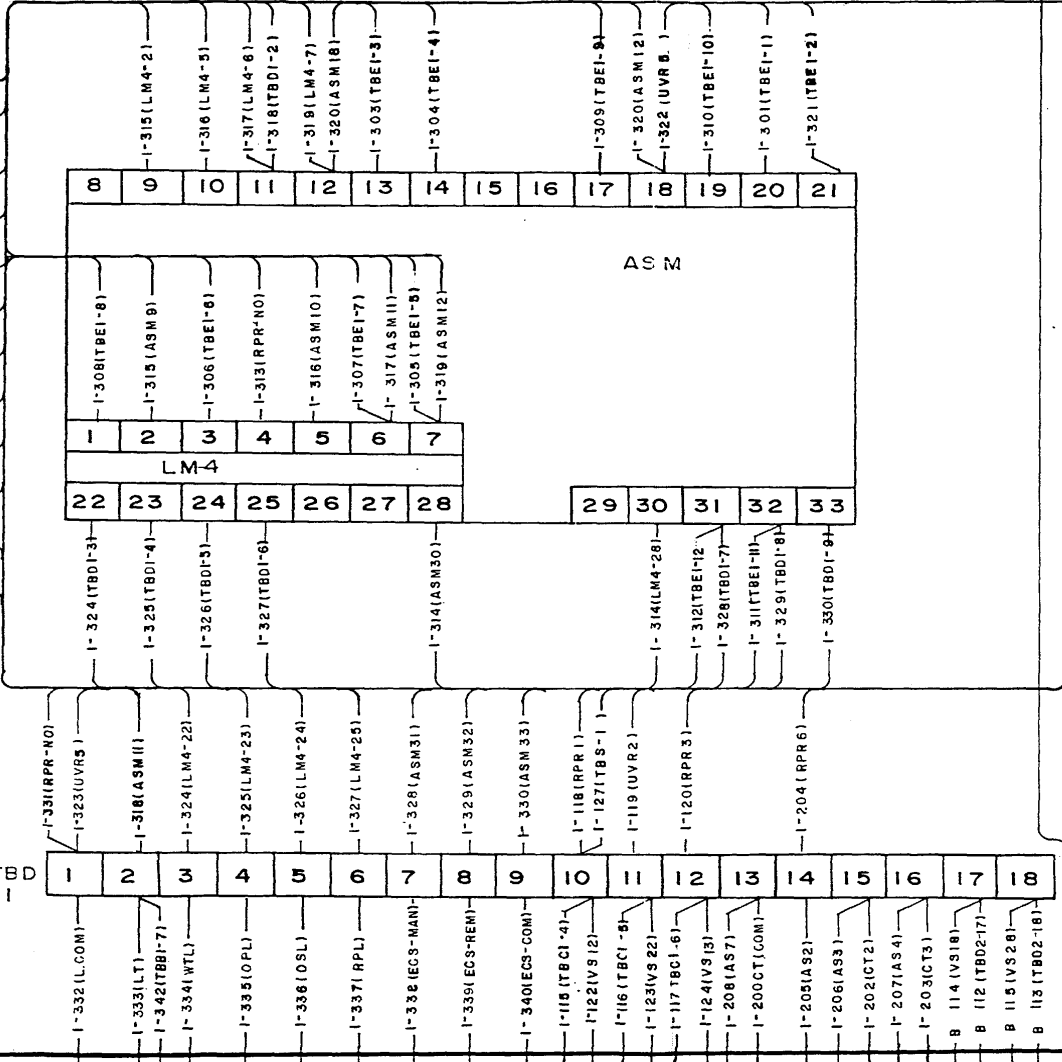 1-315(LM4-2)
1-316(LM4-5)
1-317(LM4-6)
1-318(TBD1-2)
1-319(LM4-7)
1-320(ASM18)
1-303(TBE1-3)
1-304(TBE1-4)
1-309(TBE1-9)
1-320(ASM12)
1-322(UVR5 )
1-310(TBE1-10)
1-301(TBE1-1)
1-321(TBE1-2)
8 9 10 11 12 13 14 15 16 17 18 19 20 21
ASM
1-308(TBE1-8)
1-315(ASM9)
1-306(TBE1-6)
1-313(RPR-NO)
1-316(ASM10)
1-307(TBE1-7)
1-317(ASM11)
1-305(TBE1-5)
1-319(ASM12)
1 2 3 4 5 6 7
LM-4
22 23 24 25 26 27 28 29 30 31 32 33
1-324(TBD1-3)
1-325(TBD1-4)
1-326(TBD1-5)
1-327(TBD1-6)
1-314(ASM30)
1-314(LM4-28)
1-312(TBE1-12
1-328(TBD1-7)
1-311(TBE1-11)
1-329(TBD1-8)
1-330(TBD1-9)
1-331(RPR-NO)
1-323(UVR5)
1-318(ASM11)
1-324(LM4-22)
1-325(LM4-23)
1-326(LM4-24)
1-327(LM4-25)
1-328(ASM31)
1-329(ASM32)
1-330(ASM33)
1-118(RPR1)
1-127(TBS-1)
1-119(UVR2)
1-120(RPR3)
1-204(RPR6)
TBD
1
1 2 3 4 5 6 7 8 9 10 11 12 13 14 15 16 17 18
1-332(L.COM)
1-333(LT)
1-342(TBB1-7)
1-334(WTL)
1-335(OPL)
1-336(OSL)
1-337(RPL)
1-338(ECS-MAN)
1-339(ECS-REM)
1-340(ECS-COM)
1-115(TBC1-4)
1-122(VS12)
1-116(TBC1-5)
1-123(VS22)
1-117 TBC1-6)
1-124(VS13)
1-208(AS7)
1-200CT(COM)
1-205(AS2)
1-206(AS3)
1-202(CT2)
1-207(AS4)
1-203(CT3)
B 114(VS18)
B 112(TBD2-17)
B 115(VS28)
B 113(TBD2-18)